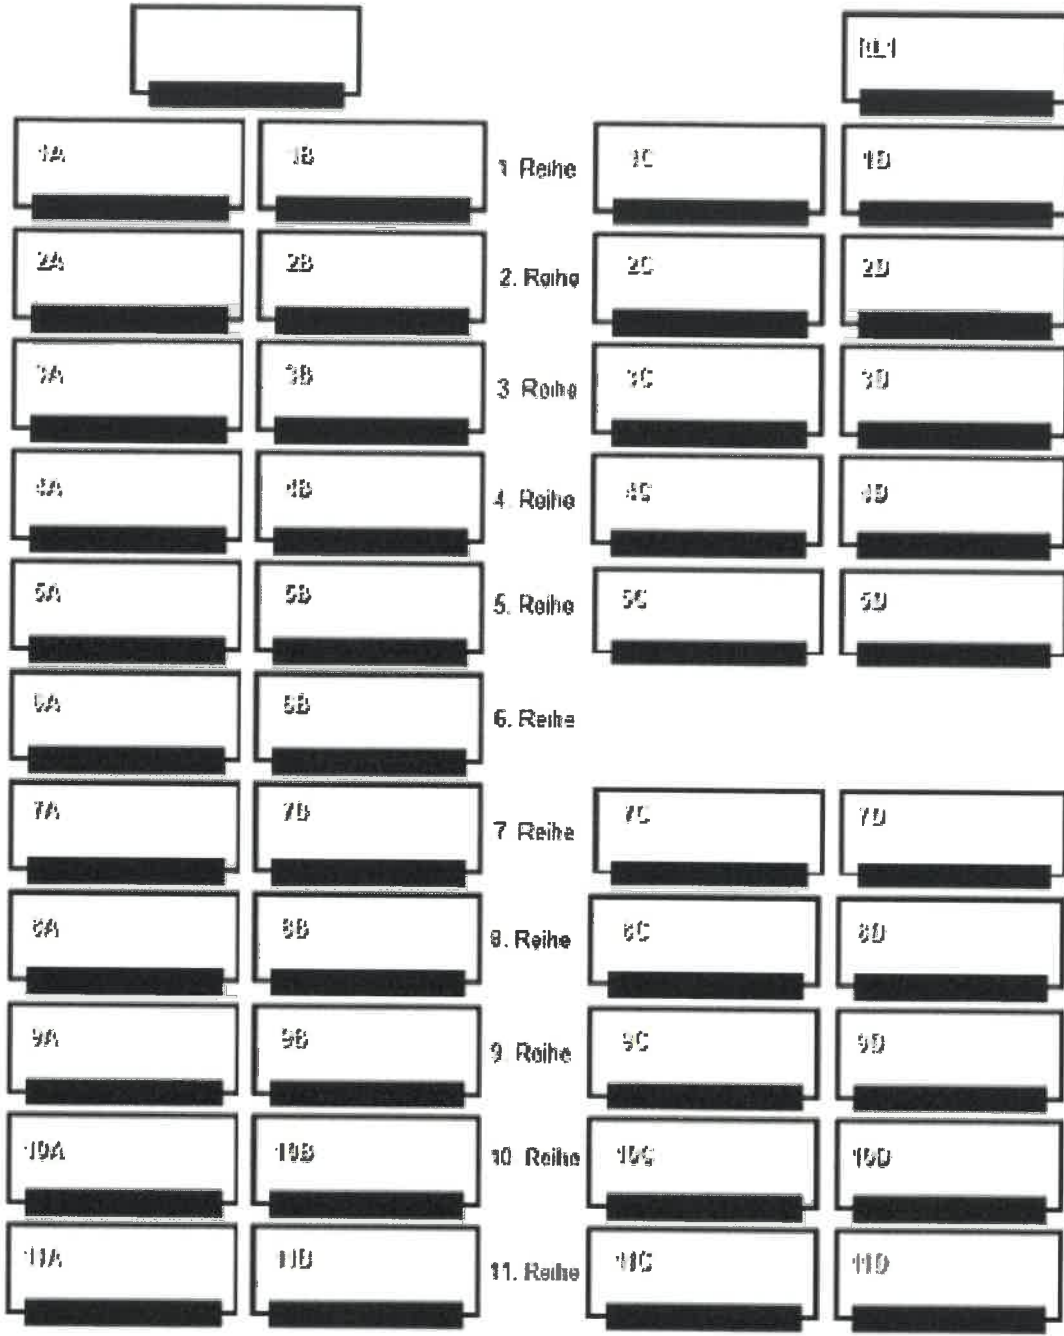 RL1
1A 1B 1 Reihe 1C 1D
2A 2B 2. Reihe 2C 2D
3A 3B 3 Reihe 3C 3D
4A 4B 4. Reihe 4C 4D
5A 5B 5. Reihe 5C 5D
6A 6B 6. Reihe
7A 7B 7 Reihe 7C 7D
8A 8B 8. Reihe 8C 8D
9A 9B 9. Reihe 9C 9D
10A 10B 10 Reihe 10C 10D
11A 11B 11. Reihe 11C 11D